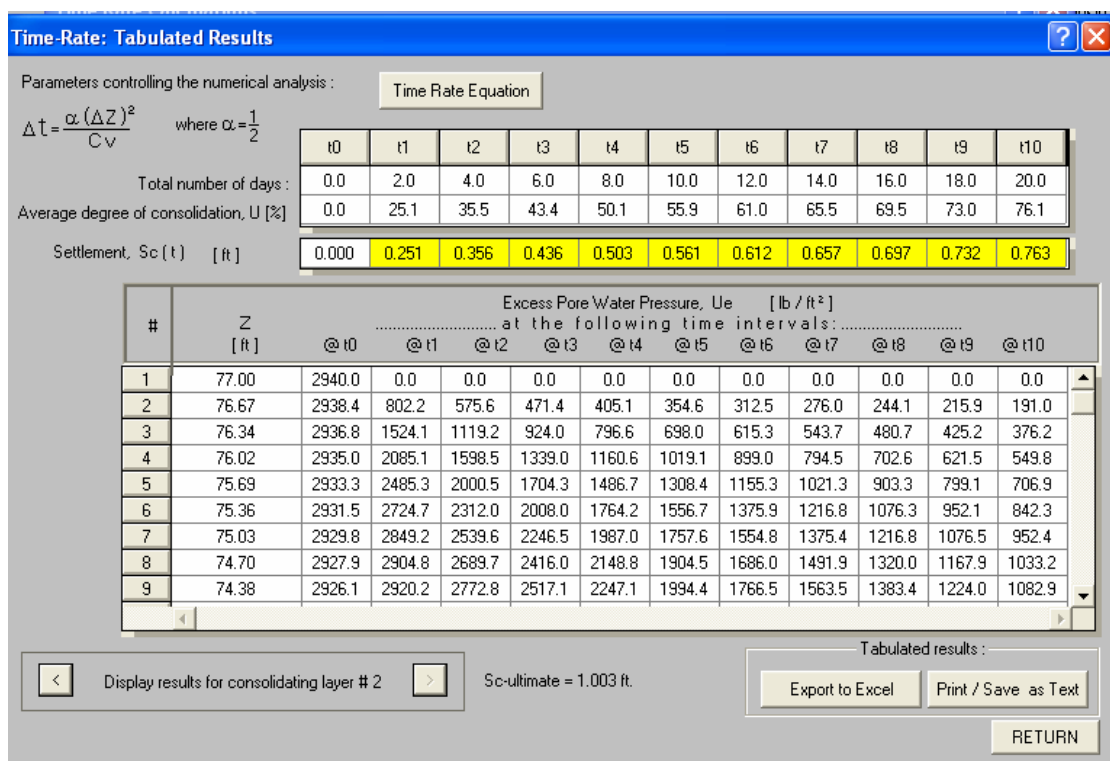 Time-Rate: Tabulated Results
Parameters controlling the numerical analysis :
Time Rate Equation
Δt = α (ΔZ)² / Cv where α = 1/2
t0 t1 t2 t3 t4 t5 t6 t7 t8 t9 t10
Total number of days : 0.0 2.0 4.0 6.0 8.0 10.0 12.0 14.0 16.0 18.0 20.0
Average degree of consolidation, U [%] 0.0 25.1 35.5 43.4 50.1 55.9 61.0 65.5 69.5 73.0 76.1
Settlement, Sc ( t ) [ ft ] 0.000 0.251 0.356 0.436 0.503 0.561 0.612 0.657 0.697 0.732 0.763
Excess Pore Water Pressure, Ue [ lb / ft² ]
# Z ........................... at the following time intervals:.........................
[ ft ] @ t0 @ t1 @ t2 @ t3 @ t4 @ t5 @ t6 @ t7 @ t8 @ t9 @ t10
1 77.00 2940.0 0.0 0.0 0.0 0.0 0.0 0.0 0.0 0.0 0.0 0.0
2 76.67 2938.4 802.2 575.6 471.4 405.1 354.6 312.5 276.0 244.1 215.9 191.0
3 76.34 2936.8 1524.1 1119.2 924.0 796.6 698.0 615.3 543.7 480.7 425.2 376.2
4 76.02 2935.0 2085.1 1598.5 1339.0 1160.6 1019.1 899.0 794.5 702.6 621.5 549.8
5 75.69 2933.3 2485.3 2000.5 1704.3 1486.7 1308.4 1155.3 1021.3 903.3 799.1 706.9
6 75.36 2931.5 2724.7 2312.0 2008.0 1764.2 1556.7 1375.9 1216.8 1076.3 952.1 842.3
7 75.03 2929.8 2849.2 2539.6 2246.5 1987.0 1757.6 1554.8 1375.4 1216.8 1076.5 952.4
8 74.70 2927.9 2904.8 2689.7 2416.0 2148.8 1904.5 1686.0 1491.9 1320.0 1167.9 1033.2
9 74.38 2926.1 2920.2 2772.8 2517.1 2247.1 1994.4 1766.5 1563.5 1383.4 1224.0 1082.9
< Display results for consolidating layer # 2 >
Sc-ultimate = 1.003 ft.
Tabulated results :
Export to Excel Print / Save as Text
RETURN